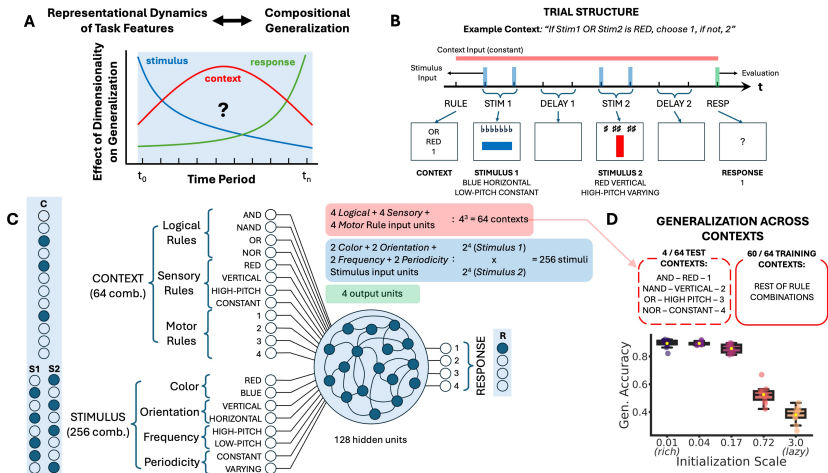 A
Representational Dynamics
of Task Features
Compositional
Generalization
Effect of Dimensionality
on Generalization
stimulus
response
context
?
t0
Time Period
tn
B
TRIAL STRUCTURE
Example Context: "If Stim1 OR Stim2 is RED, choose 1, if not, 2"
Context Input (constant)
Stimulus
Input
Evaluation
t
RULE
STIM 1
DELAY 1
STIM 2
DELAY 2
RESP
OR
RED
1
♭♭♭♭♭♭♭
♯ ♯♯ ♯♯
?
CONTEXT
STIMULUS 1
BLUE HORIZONTAL
LOW-PITCH CONSTANT
STIMULUS 2
RED VERTICAL
HIGH-PITCH VARYING
RESPONSE
1
C
C
S1 S2
CONTEXT
(64 comb.)
Logical
Rules
Sensory
Rules
Motor
Rules
AND
NAND
OR
NOR
RED
VERTICAL
HIGH-PITCH
CONSTANT
1
2
3
4
STIMULUS
(256 comb.)
Color
Orientation
Frequency
Periodicity
RED
BLUE
VERTICAL
HORIZONTAL
HIGH-PITCH
LOW-PITCH
CONSTANT
VARYING
4 Logical + 4 Sensory +
4 Motor Rule input units
: 4³ = 64 contexts
2 Color + 2 Orientation +
2 Frequency + 2 Periodicity :
Stimulus input units
2⁴ (Stimulus 1)
x
2⁴ (Stimulus 2)
= 256 stimuli
4 output units
128 hidden units
1
2
3
4
RESPONSE
R
D
GENERALIZATION ACROSS
CONTEXTS
4 / 64 TEST
CONTEXTS:
AND – RED – 1
NAND – VERTICAL – 2
OR – HIGH PITCH – 3
NOR – CONSTANT – 4
60 / 64 TRAINING
CONTEXTS:
REST OF RULE
COMBINATIONS
Gen. Accuracy
0.8
0.6
0.4
0.01 0.04 0.17 0.72 3.0
(rich) (lazy)
Initialization Scale